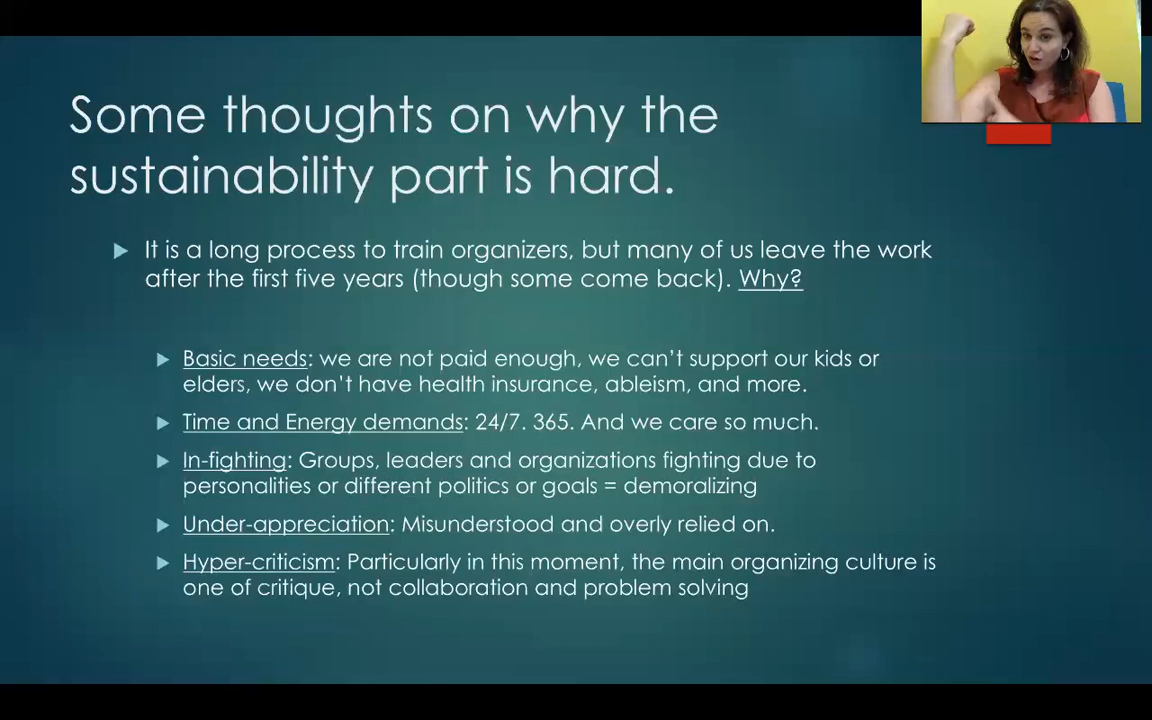 Some thoughts on why the
sustainability part is hard.
It is a long process to train organizers, but many of us leave the work
after the first five years (though some come back). Why?
Basic needs: we are not paid enough, we can't support our kids or
elders, we don't have health insurance, ableism, and more.
Time and Energy demands: 24/7. 365. And we care so much.
In-fighting: Groups, leaders and organizations fighting due to
personalities or different politics or goals = demoralizing
Under-appreciation: Misunderstood and overly relied on.
Hyper-criticism: Particularly in this moment, the main organizing culture is
one of critique, not collaboration and problem solving